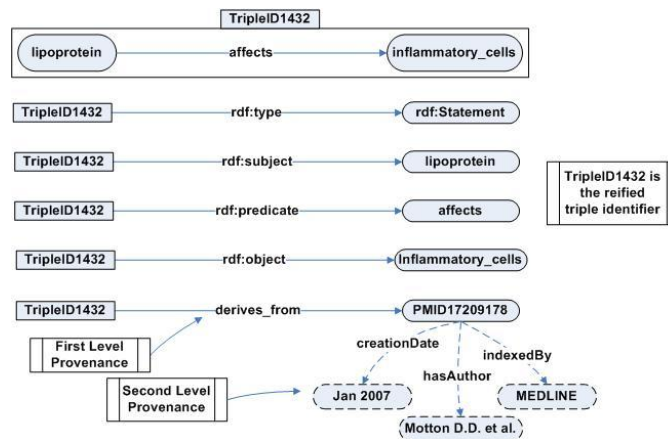 TripleID1432
lipoprotein affects inflammatory_cells
TripleID1432 rdf:type rdf:Statement
TripleID1432 rdf:subject lipoprotein
TripleID1432 is
the reified
triple identifier
TripleID1432 rdf:predicate affects
TripleID1432 rdf:object Inflammatory_cells
TripleID1432 derives_from PMID17209178
First Level
Provenance
creationDate
indexedBy
hasAuthor
Second Level
Provenance
Jan 2007
MEDLINE
Motton D.D. et al.